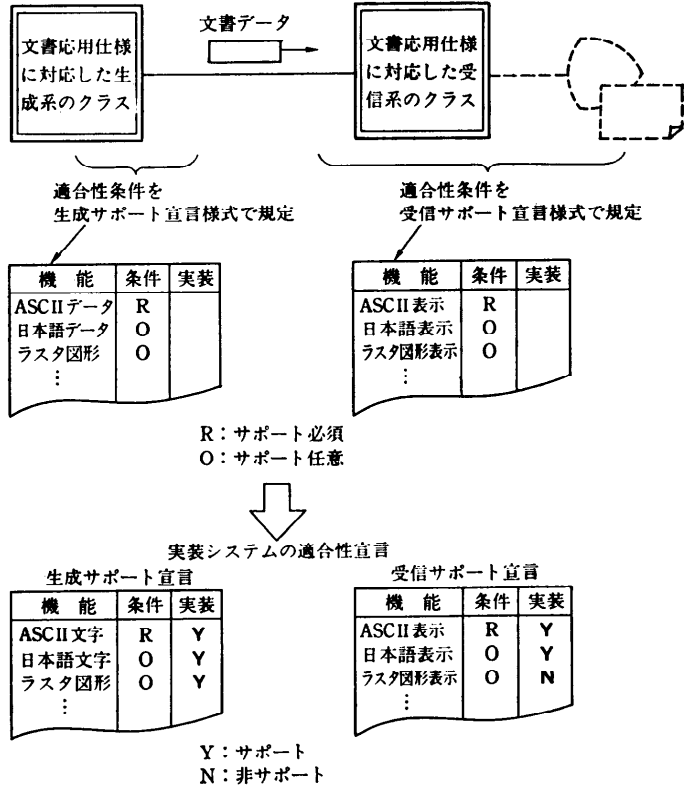 文書データ
文書応用仕様
に対応した生
成系のクラス
文書応用仕様
に対応した受
信系のクラス
適合性条件を
生成サポート宣言様式で規定
適合性条件を
受信サポート宣言様式で規定
機 能 条件 実装
ASCIIデータ R
日本語データ O
ラスタ図形 O
⋮
機 能 条件 実装
ASCII表示 R
日本語表示 O
ラスタ図形表示 O
⋮
R：サポート必須
O：サポート任意
実装システムの適合性宣言
生成サポート宣言
機 能 条件 実装
ASCII文字 R Y
日本語文字 O Y
ラスタ図形 O Y
⋮
受信サポート宣言
機 能 条件 実装
ASCII表示 R Y
日本語表示 O Y
ラスタ図形表示 O N
⋮
Y：サポート
N：非サポート